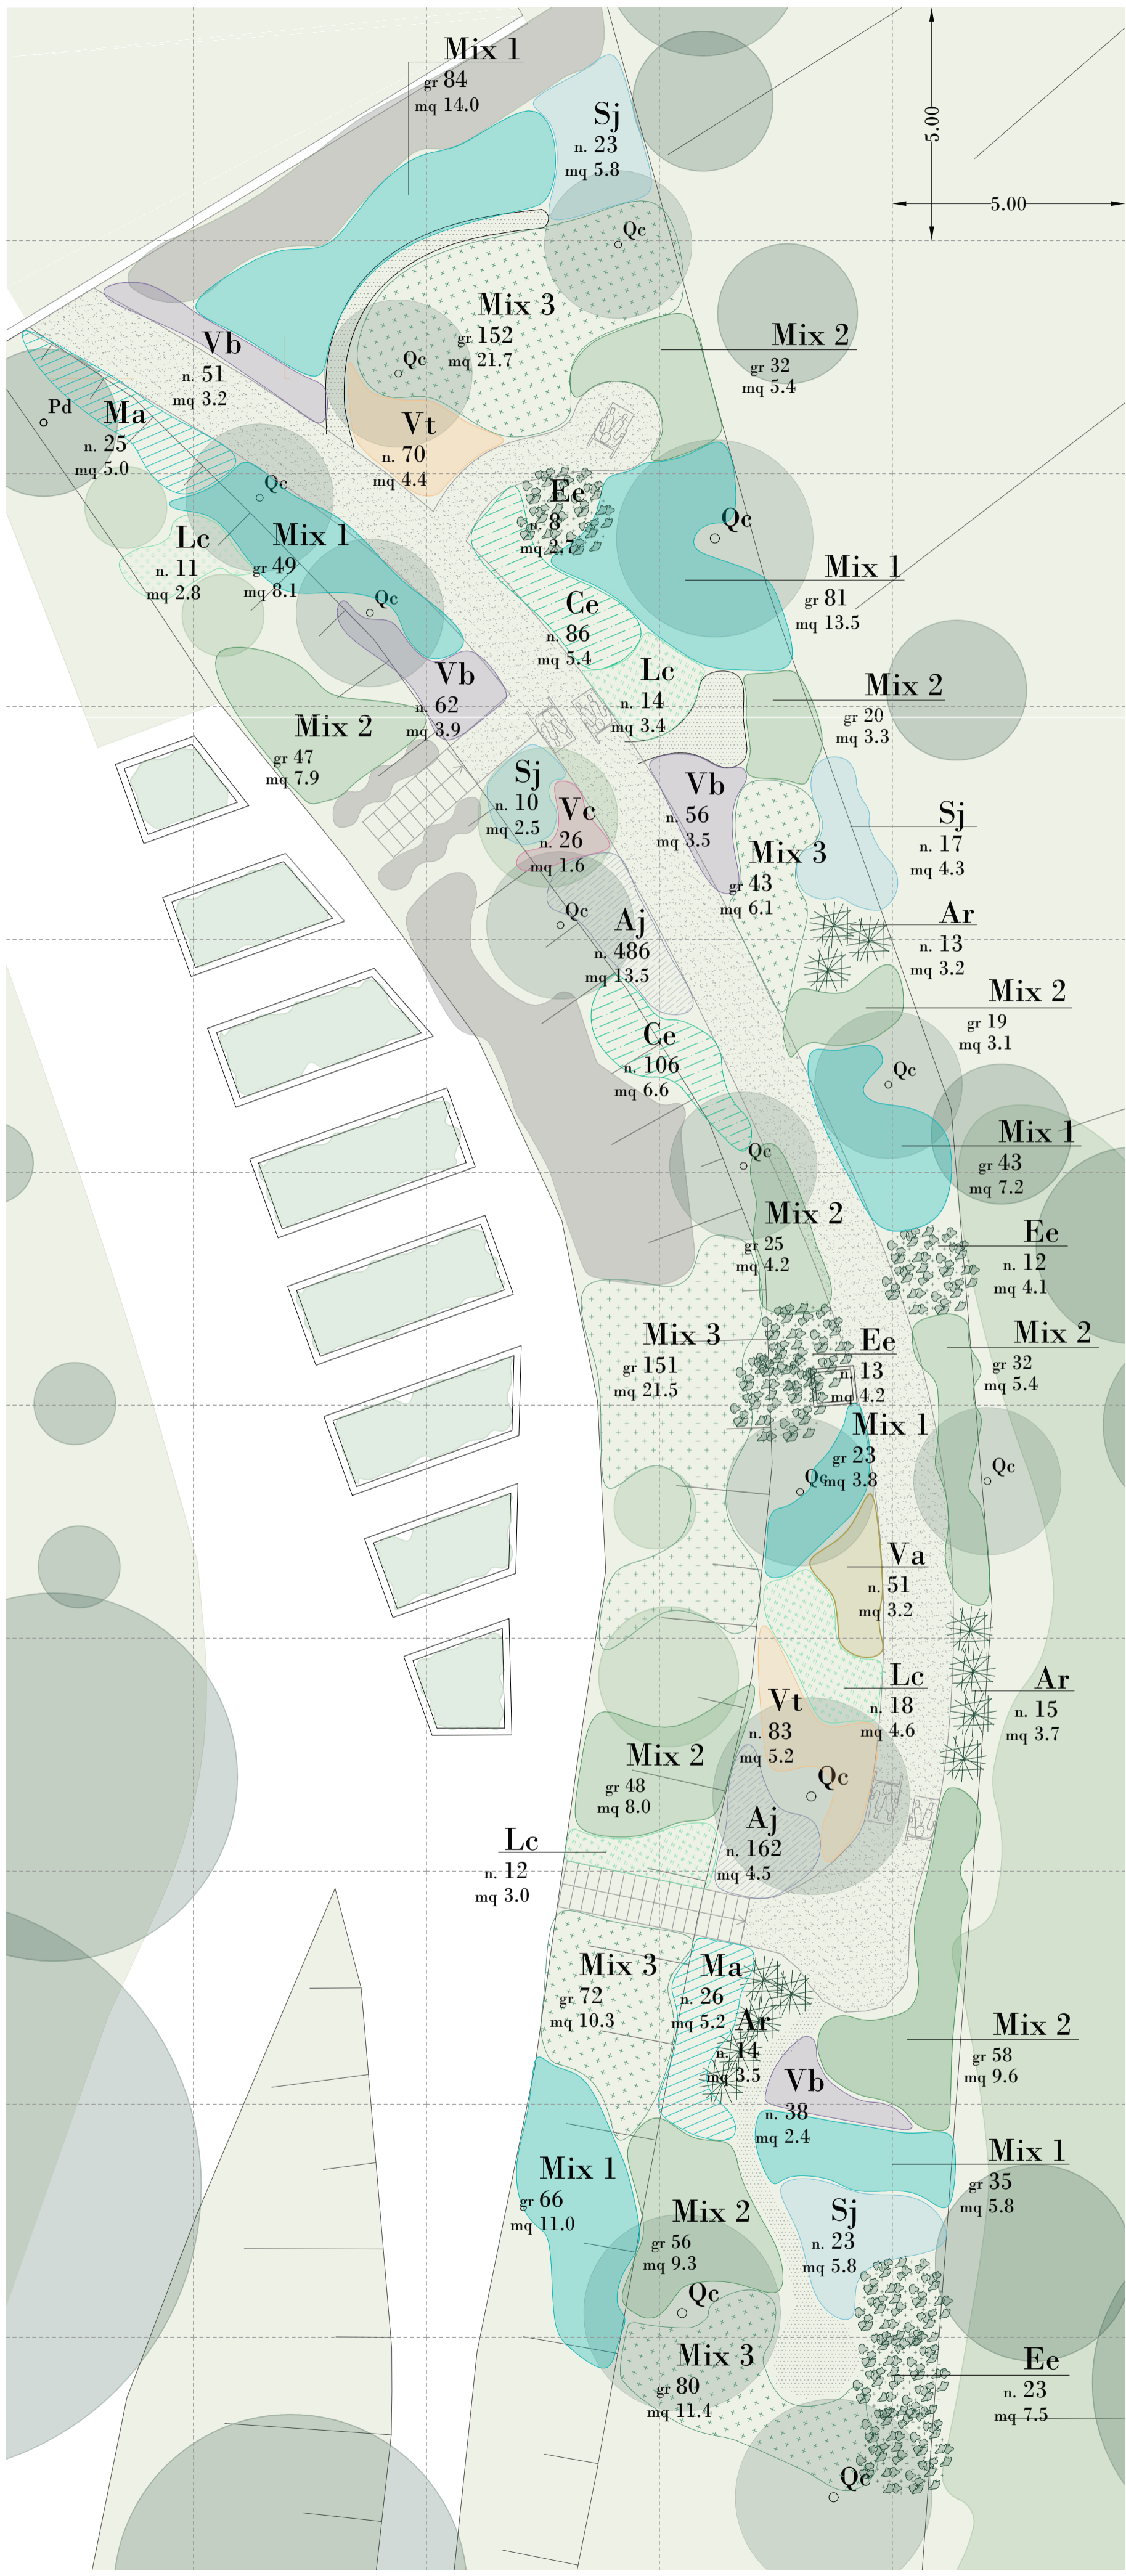 Mix 1
gr 84
mq 14.0
Sj
n. 23
mq 5.8
5.00
5.00
Qc
Mix 3
gr 152
mq 21.7
Mix 2
gr 32
mq 5.4
Vb
n. 51
mq 3.2
Qc
Pd
Ma
n. 25
mq 5.0
Vt
n. 70
mq 4.4
Qc
Ee
n. 8
mq 2.7
Qc
Lc
n. 11
mq 2.8
Mix 1
gr 49
mq 8.1
Mix 1
gr 81
mq 13.5
Qc
Ce
n. 86
mq 5.4
Vb
n. 62
mq 3.9
Lc
n. 14
mq 3.4
Mix 2
gr 20
mq 3.3
Mix 2
gr 47
mq 7.9
Sj
n. 10
mq 2.5
Vc
n. 26
mq 1.6
Vb
n. 56
mq 3.5
Sj
n. 17
mq 4.3
Mix 3
gr 43
mq 6.1
Qc
Aj
n. 486
mq 13.5
Ar
n. 13
mq 3.2
Mix 2
gr 19
mq 3.1
Ce
n. 106
mq 6.6
Qc
Mix 1
gr 43
mq 7.2
Qc
Mix 2
gr 25
mq 4.2
Ee
n. 12
mq 4.1
Mix 3
gr 151
mq 21.5
Ee
n. 13
mq 4.2
Mix 2
gr 32
mq 5.4
Mix 1
gr 23
mq 3.8
Qc
Qc
Va
n. 51
mq 3.2
Lc
n. 18
mq 4.6
Ar
n. 15
mq 3.7
Vt
n. 83
mq 5.2
Mix 2
gr 48
mq 8.0
Qc
Aj
n. 162
mq 4.5
Lc
n. 12
mq 3.0
Mix 3
gr 72
mq 10.3
Ma
n. 26
mq 5.2
Ar
n. 14
mq 3.5
Mix 2
gr 58
mq 9.6
Vb
n. 38
mq 2.4
Mix 1
gr 35
mq 5.8
Mix 1
gr 66
mq 11.0
Mix 2
gr 56
mq 9.3
Sj
n. 23
mq 5.8
Qc
Mix 3
gr 80
mq 11.4
Ee
n. 23
mq 7.5
Qc